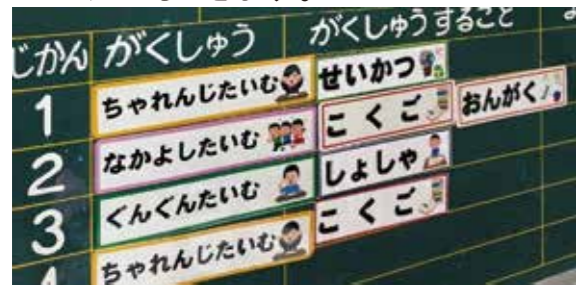 じかん がくしゅう がくしゅうすること
1 ちゃれんじたいむ せいかつ
2 なかよしたいむ こくご おんがく
3 ぐんぐんたいむ しょしゃ
4 ちゃれんじたいむ こくご